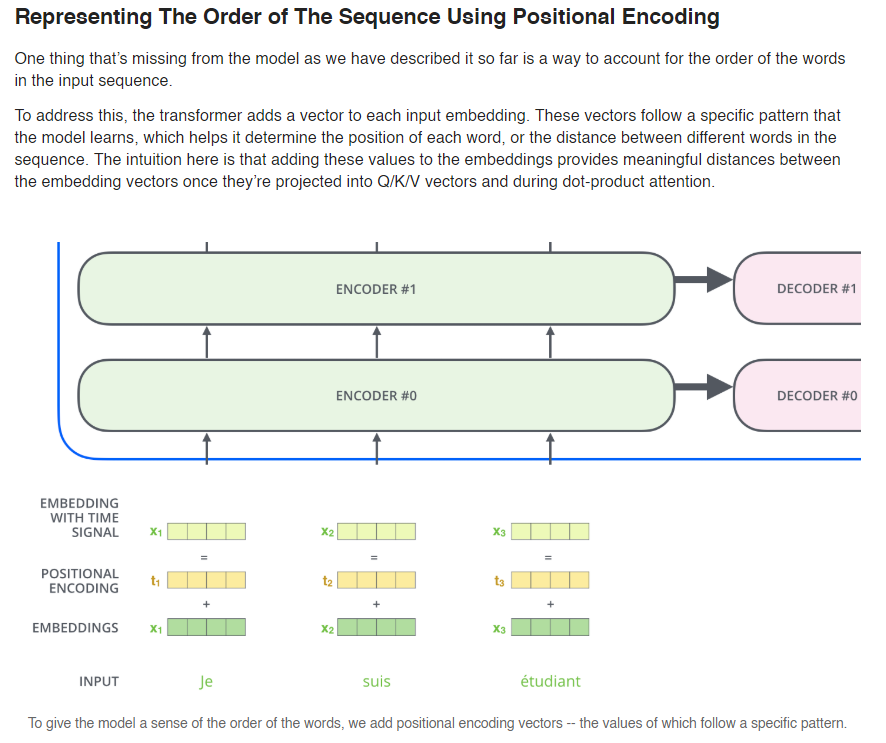 Representing The Order of The Sequence Using Positional Encoding
One thing that’s missing from the model as we have described it so far is a way to account for the order of the words
in the input sequence.
To address this, the transformer adds a vector to each input embedding. These vectors follow a specific pattern that
the model learns, which helps it determine the position of each word, or the distance between different words in the
sequence. The intuition here is that adding these values to the embeddings provides meaningful distances between
the embedding vectors once they’re projected into Q/K/V vectors and during dot-product attention.
ENCODER #1 DECODER #1
ENCODER #0 DECODER #0
EMBEDDING
WITH TIME
SIGNAL x1 x2 x3
= = =
POSITIONAL
ENCODING t1 t2 t3
+ + +
EMBEDDINGS x1 x2 x3
INPUT Je suis étudiant
To give the model a sense of the order of the words, we add positional encoding vectors -- the values of which follow a specific pattern.